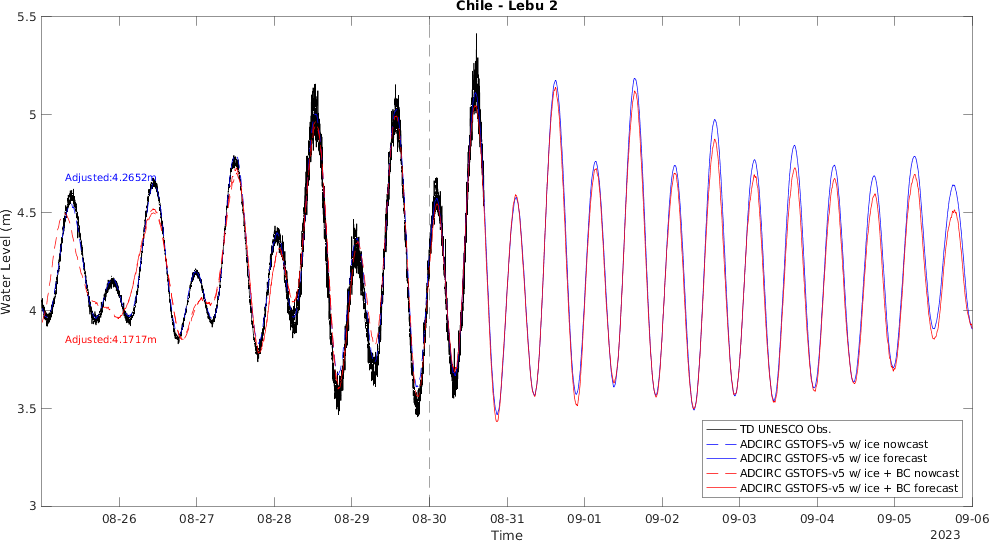 Chile - Lebu 2
5.5
5
4.5
4
3.5
3
Water Level (m)
Adjusted:4.2652m
Adjusted:4.1717m
TD UNESCO Obs.
ADCIRC GSTOFS-v5 w/ ice nowcast
ADCIRC GSTOFS-v5 w/ ice forecast
ADCIRC GSTOFS-v5 w/ ice + BC nowcast
ADCIRC GSTOFS-v5 w/ ice + BC forecast
08-26 08-27 08-28 08-29 08-30 08-31 09-01 09-02 09-03 09-04 09-05 09-06
Time
2023